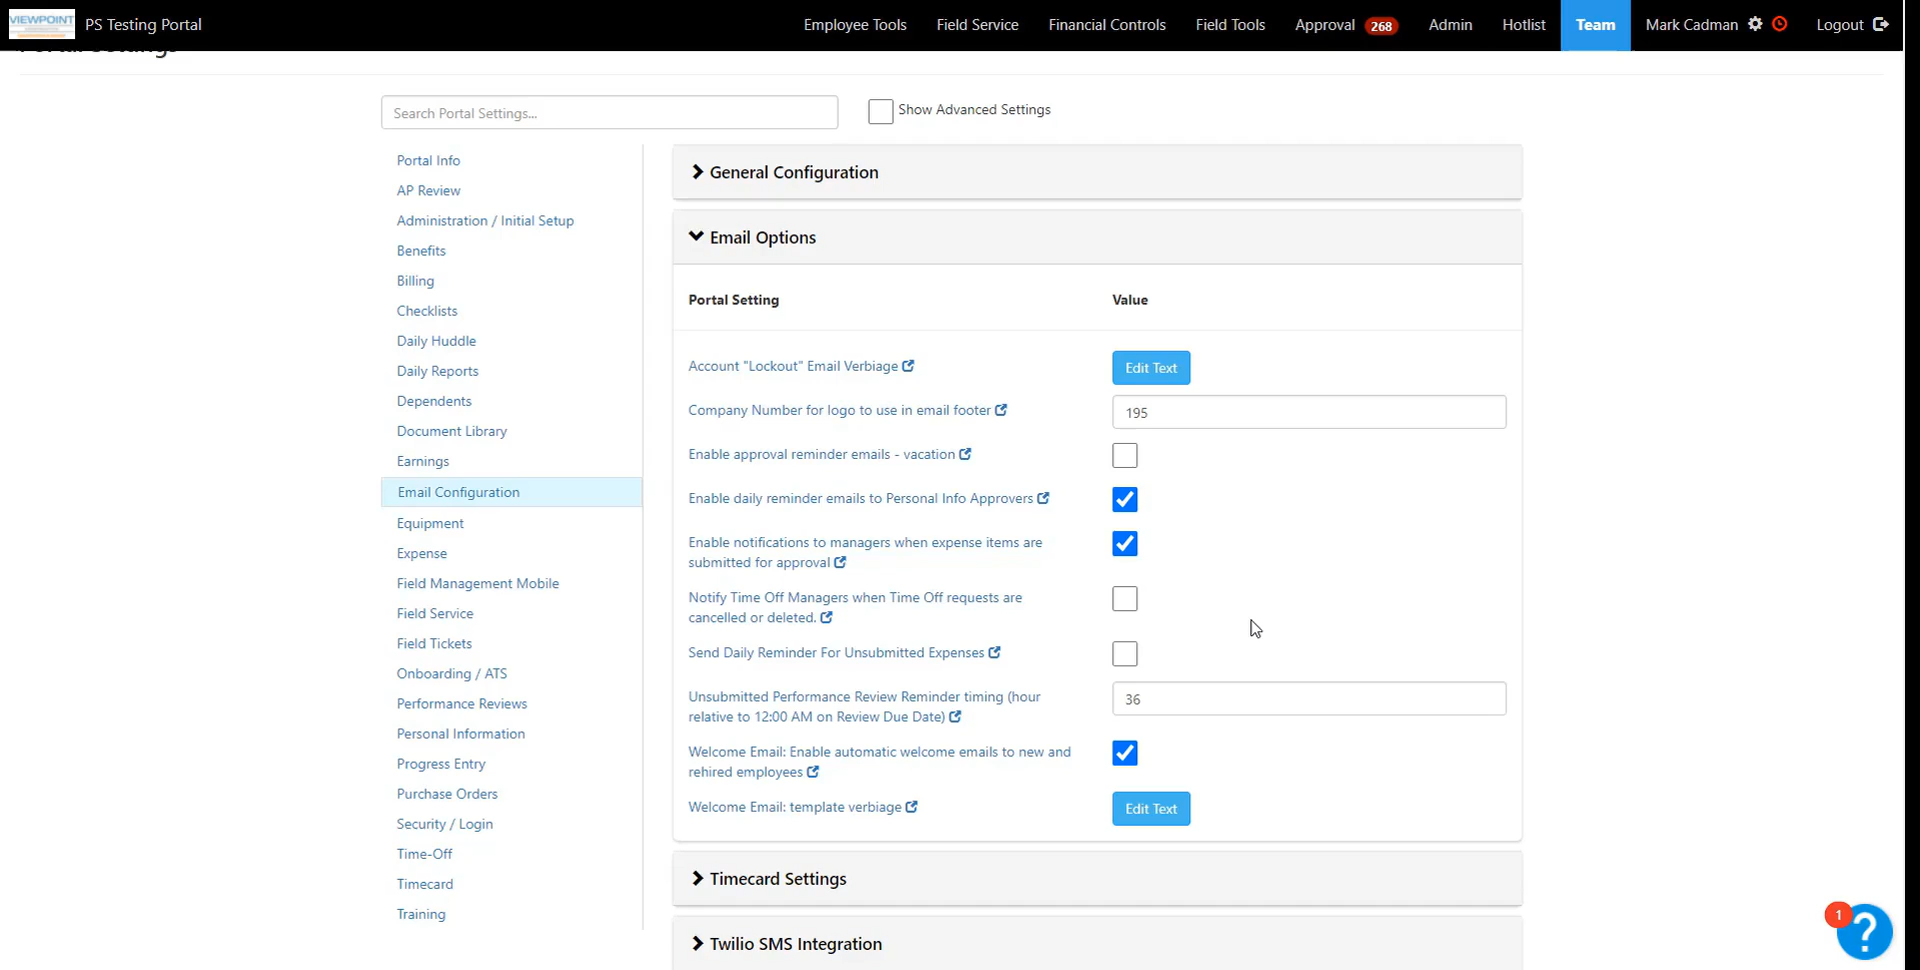 VIEWPOINT
PS Testing Portal
Employee Tools
Field Service
Financial Controls
Field Tools
Approval 268
Admin
Hotlist
Team
Mark Cadman
Logout
Portal Settings
Search Portal Settings...
Show Advanced Settings
Portal Info
AP Review
Administration / Initial Setup
Benefits
Billing
Checklists
Daily Huddle
Daily Reports
Dependents
Document Library
Earnings
Email Configuration
Equipment
Expense
Field Management Mobile
Field Service
Field Tickets
Onboarding / ATS
Performance Reviews
Personal Information
Progress Entry
Purchase Orders
Security / Login
Time-Off
Timecard
Training
General Configuration
Email Options
Portal Setting Value
Account "Lockout" Email Verbiage Edit Text
Company Number for logo to use in email footer 195
Enable approval reminder emails - vacation
Enable daily reminder emails to Personal Info Approvers
Enable notifications to managers when expense items are
submitted for approval
Notify Time Off Managers when Time Off requests are
cancelled or deleted.
Send Daily Reminder For Unsubmitted Expenses
Unsubmitted Performance Review Reminder timing (hour
relative to 12:00 AM on Review Due Date) 36
Welcome Email: Enable automatic welcome emails to new and
rehired employees
Welcome Email: template verbiage Edit Text
Timecard Settings
Twilio SMS Integration
1
?